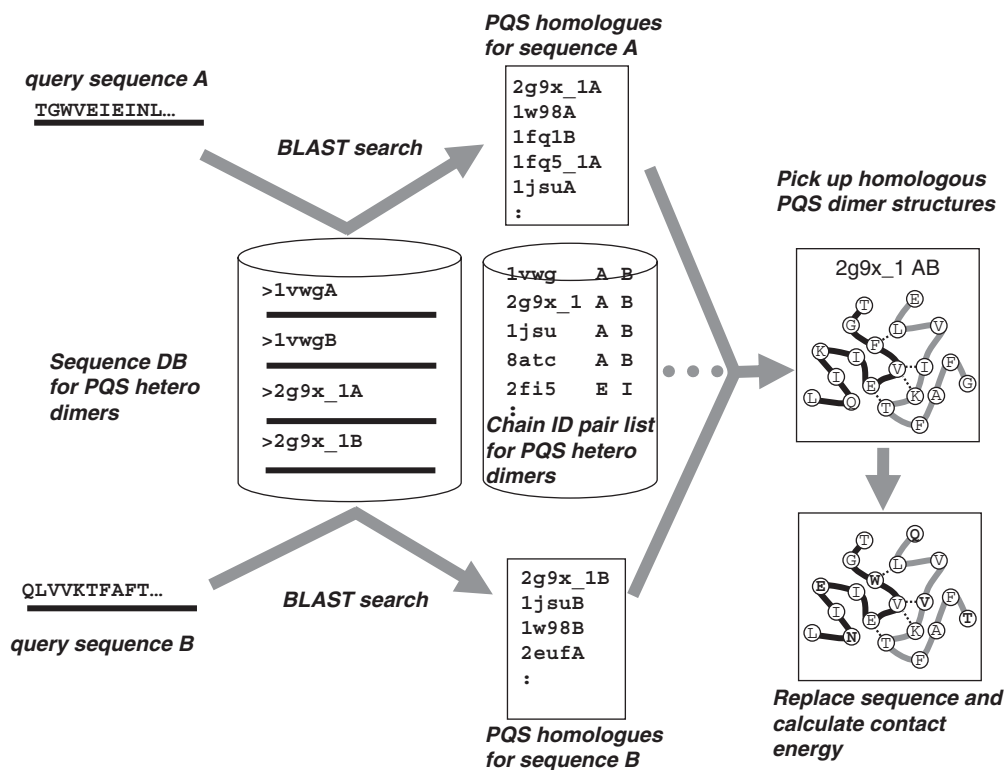 PQS homologues
for sequence A
query sequence A
TGWVEIEINL...
BLAST search
2g9x_1A
1w98A
1fq1B
1fq5_1A
1jsuA
:
Pick up homologous
PQS dimer structures
Sequence DB
for PQS hetero
dimers
>1vwgA
>1vwgB
>2g9x_1A
>2g9x_1B
1vwg A B
2g9x_1 A B
1jsu A B
8atc A B
2fi5 E I
:
Chain ID pair list
for PQS hetero
dimers
2g9x_1 AB
T E
G L V
F
K I V I F
I E K A G
L Q T F
QLVVKTFAFT...
query sequence B
BLAST search
2g9x_1B
1jsuB
1w98B
2eufA
:
PQS homologues
for sequence B
T Q
G L V
W
E I V V F
I E K A T
L N T F
Replace sequence and
calculate contact
energy